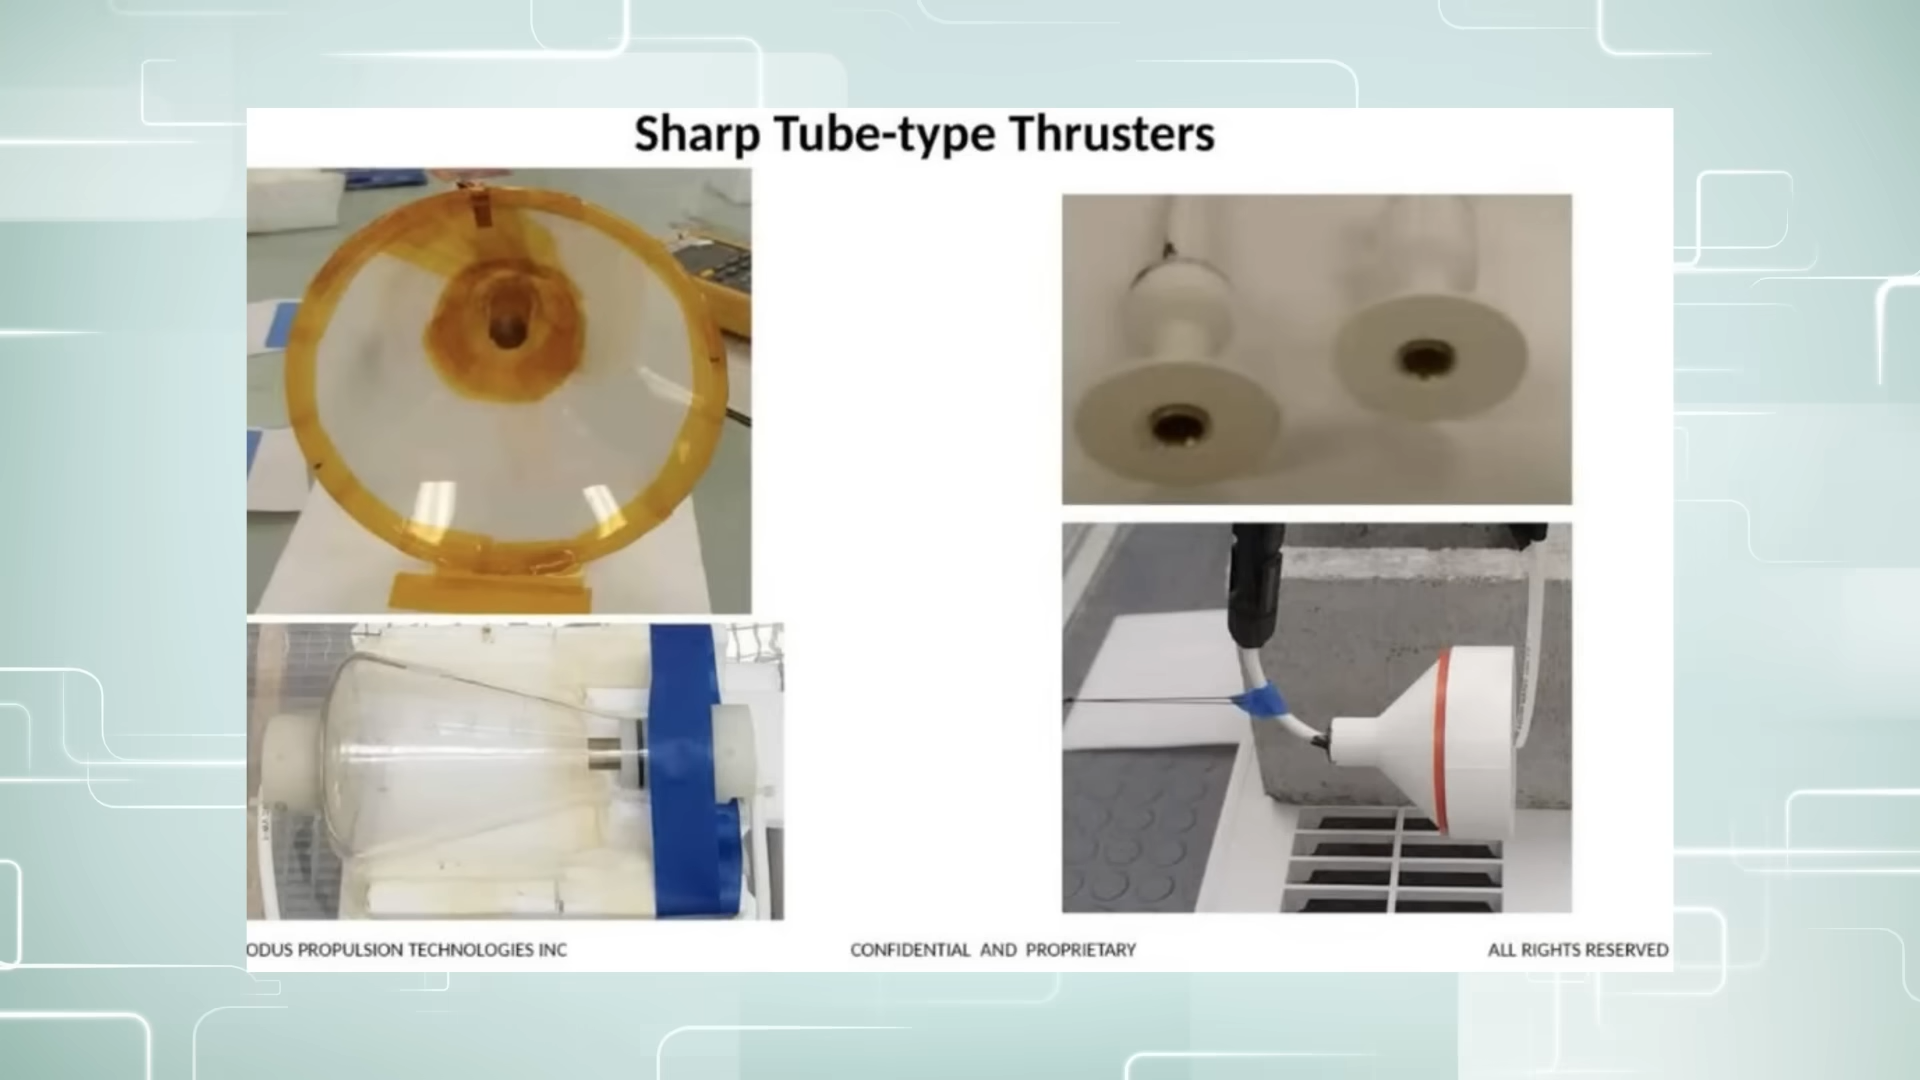 Sharp Tube-type Thrusters
ODUS PROPULSION TECHNOLOGIES INC
CONFIDENTIAL AND PROPRIETARY
ALL RIGHTS RESERVED